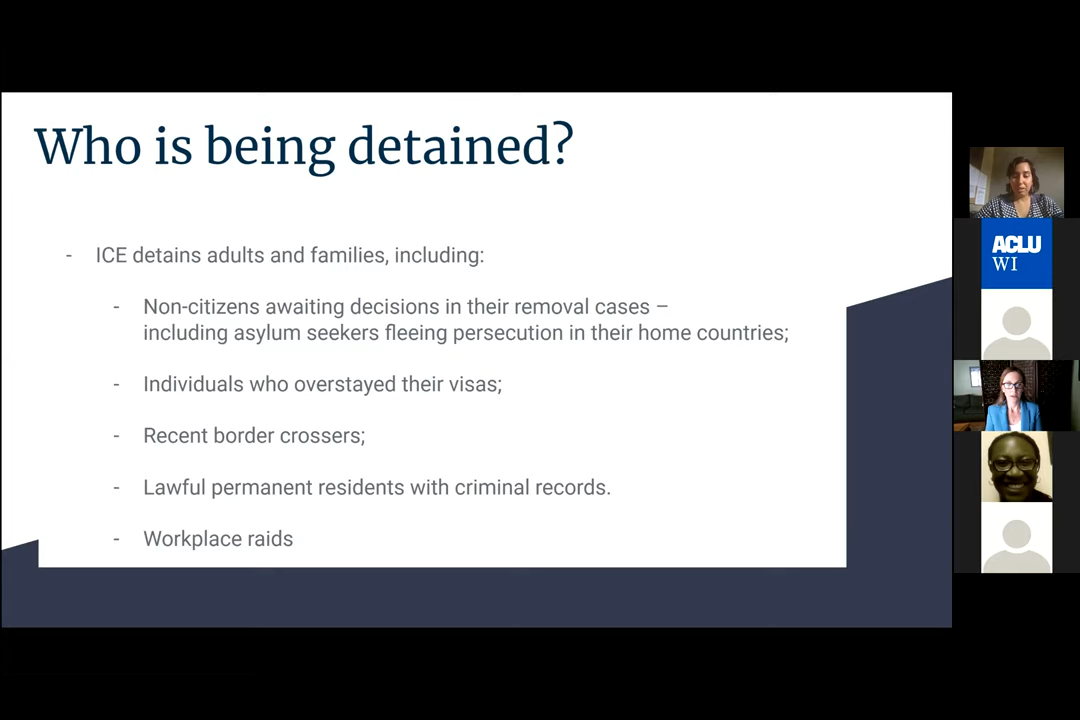 Who is being detained?
- ICE detains adults and families, including:
- Non-citizens awaiting decisions in their removal cases –
including asylum seekers fleeing persecution in their home countries;
- Individuals who overstayed their visas;
- Recent border crossers;
- Lawful permanent residents with criminal records.
- Workplace raids
ACLU
WI